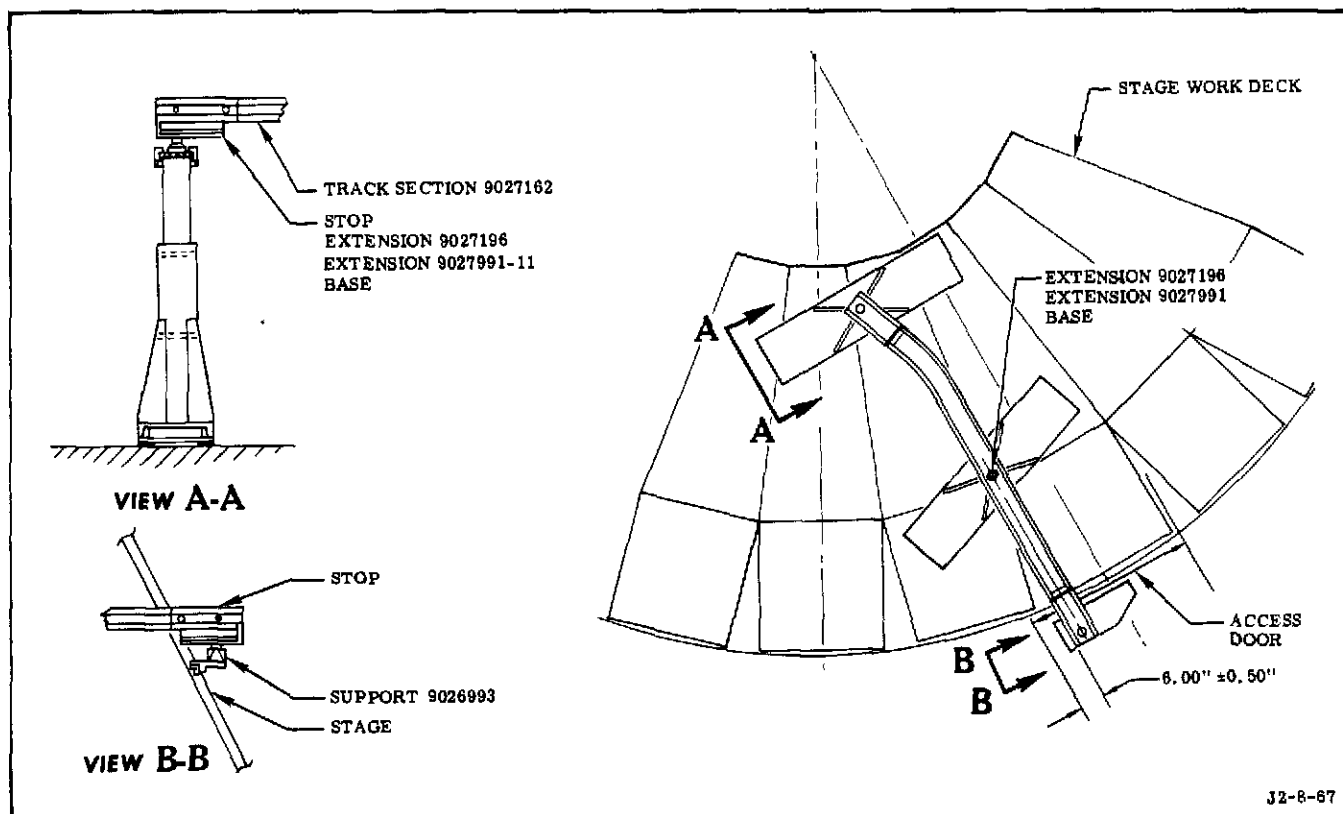 STAGE WORK DECK
TRACK SECTION 9027162
STOP
EXTENSION 9027196
EXTENSION 9027991-11
BASE
EXTENSION 9027196
EXTENSION 9027991
BASE
A
A
VIEW A-A
STOP
SUPPORT 9026993
STAGE
VIEW B-B
ACCESS
DOOR
B
B
6.00" ±0.50"
J2-8-67